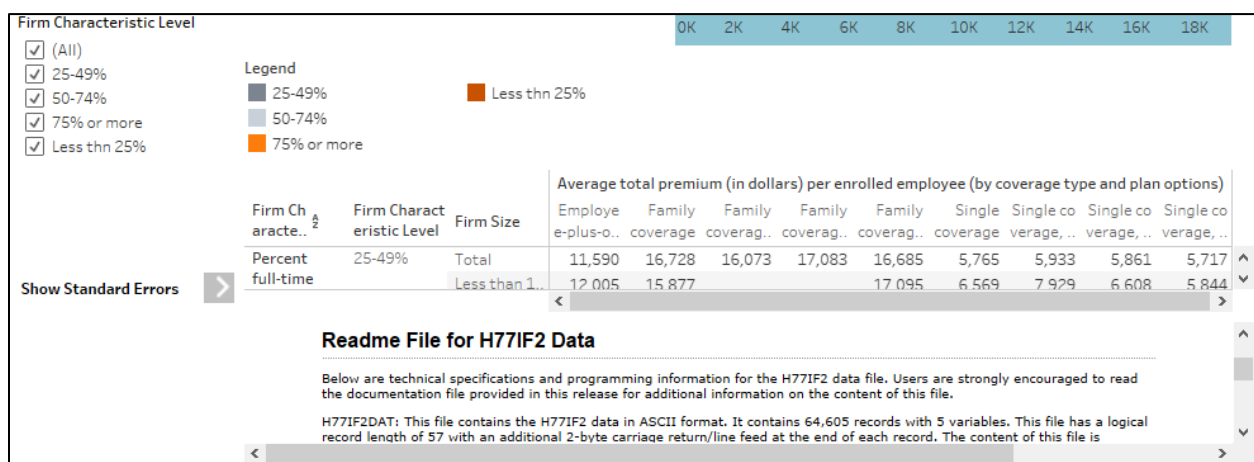 Firm Characteristic Level
0K 2K 4K 6K 8K 10K 12K 14K 16K 18K
(All)
25-49%
50-74%
75% or more
Less thn 25%
Legend
25-49% Less thn 25%
50-74%
75% or more
Average total premium (in dollars) per enrolled employee (by coverage type and plan options)
Firm Ch Firm Charact Firm Size Employe Family Family Family Family Single Single co Single co Single co
aracte.. eristic Level e-plus-o.. coverage coverag.. coverag.. coverag.. coverage verage, .. verage, .. verage, ..
Percent 25-49% Total 11,590 16,728 16,073 17,083 16,685 5,765 5,933 5,861 5,717
full-time Less than 1.. 12,005 15,877 17,095 6,569 7,929 6,608 5,844
Show Standard Errors
Readme File for H77IF2 Data
Below are technical specifications and programming information for the H77IF2 data file. Users are strongly encouraged to read
the documentation file provided in this release for additional information on the content of this file.
H77IF2DAT: This file contains the H77IF2 data in ASCII format. It contains 64,605 records with 5 variables. This file has a logical
record length of 57 with an additional 2-byte carriage return/line feed at the end of each record. The content of this file is